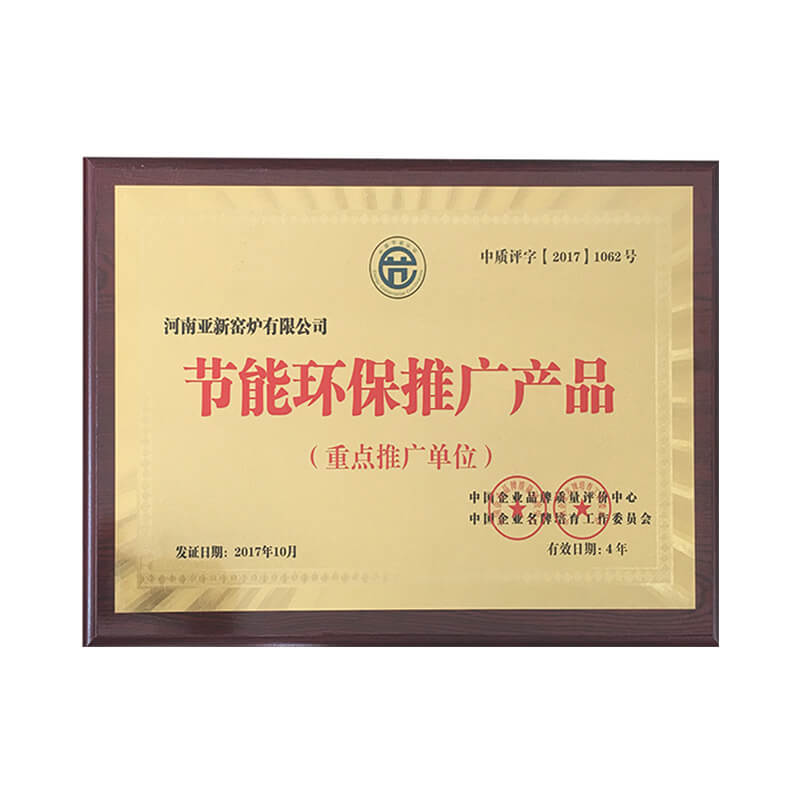 中质评字【2017】1062号
河南亚新窑炉有限公司
节能环保推广产品
（重点推广单位）
中国企业品牌质量评价中心
中国企业名牌培育工作委员会
发证日期：2017年10月
有效日期：4年